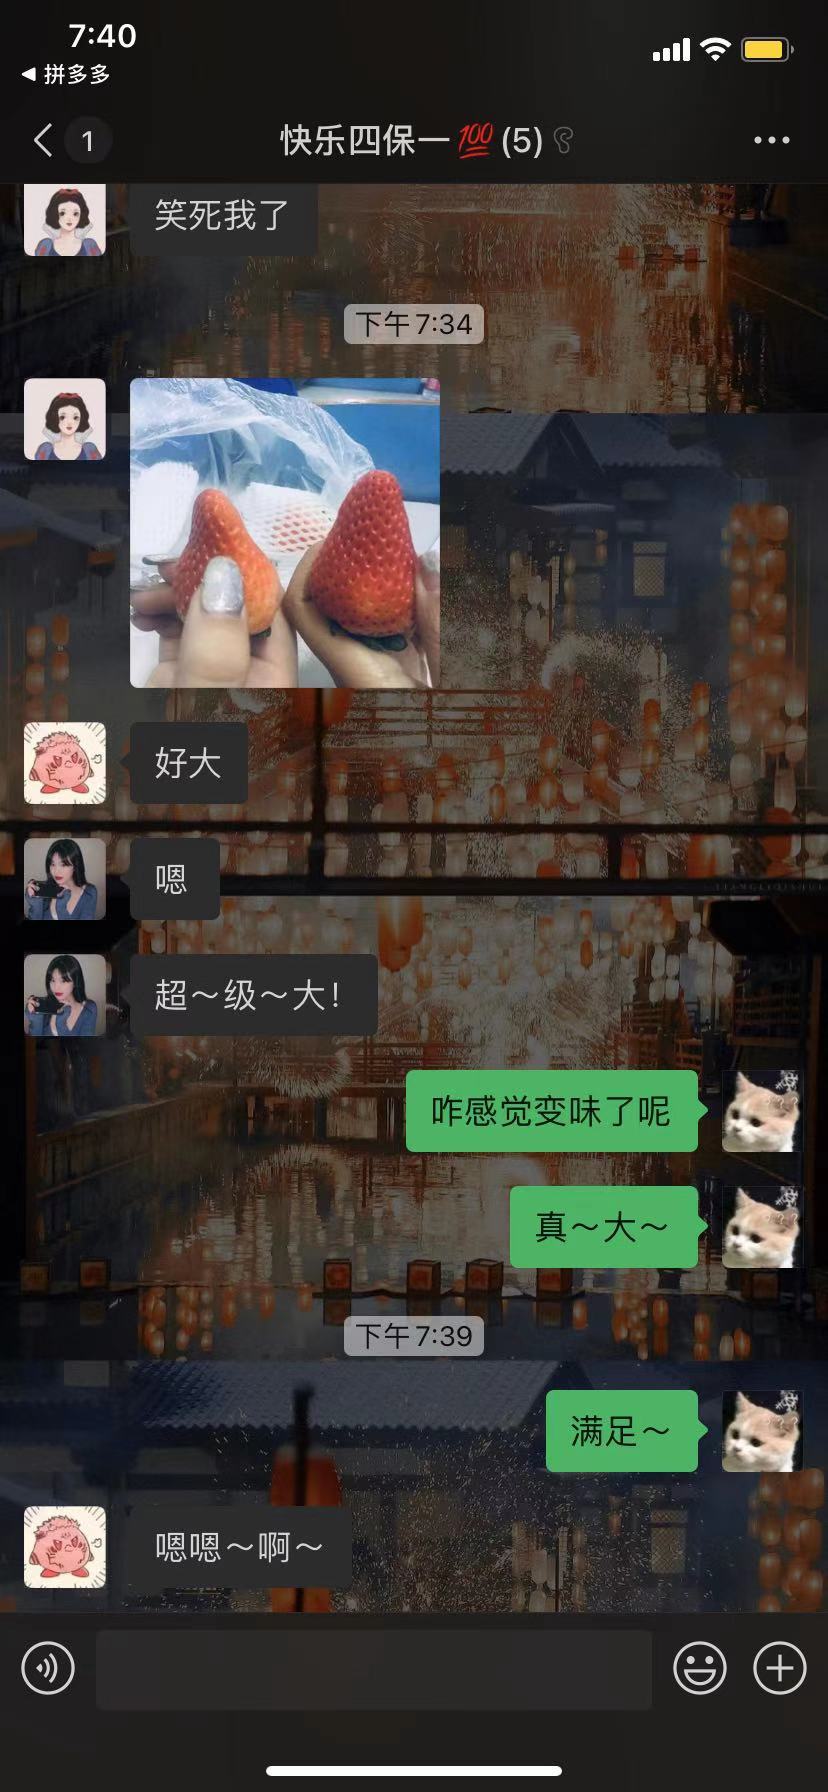 7:40
拼多多
1
快乐四保一💯(5)
笑死我了
下午 7:34
好大
嗯
超～级～大!
咋感觉变味了呢
真～大～
下午 7:39
满足～
嗯嗯～啊～